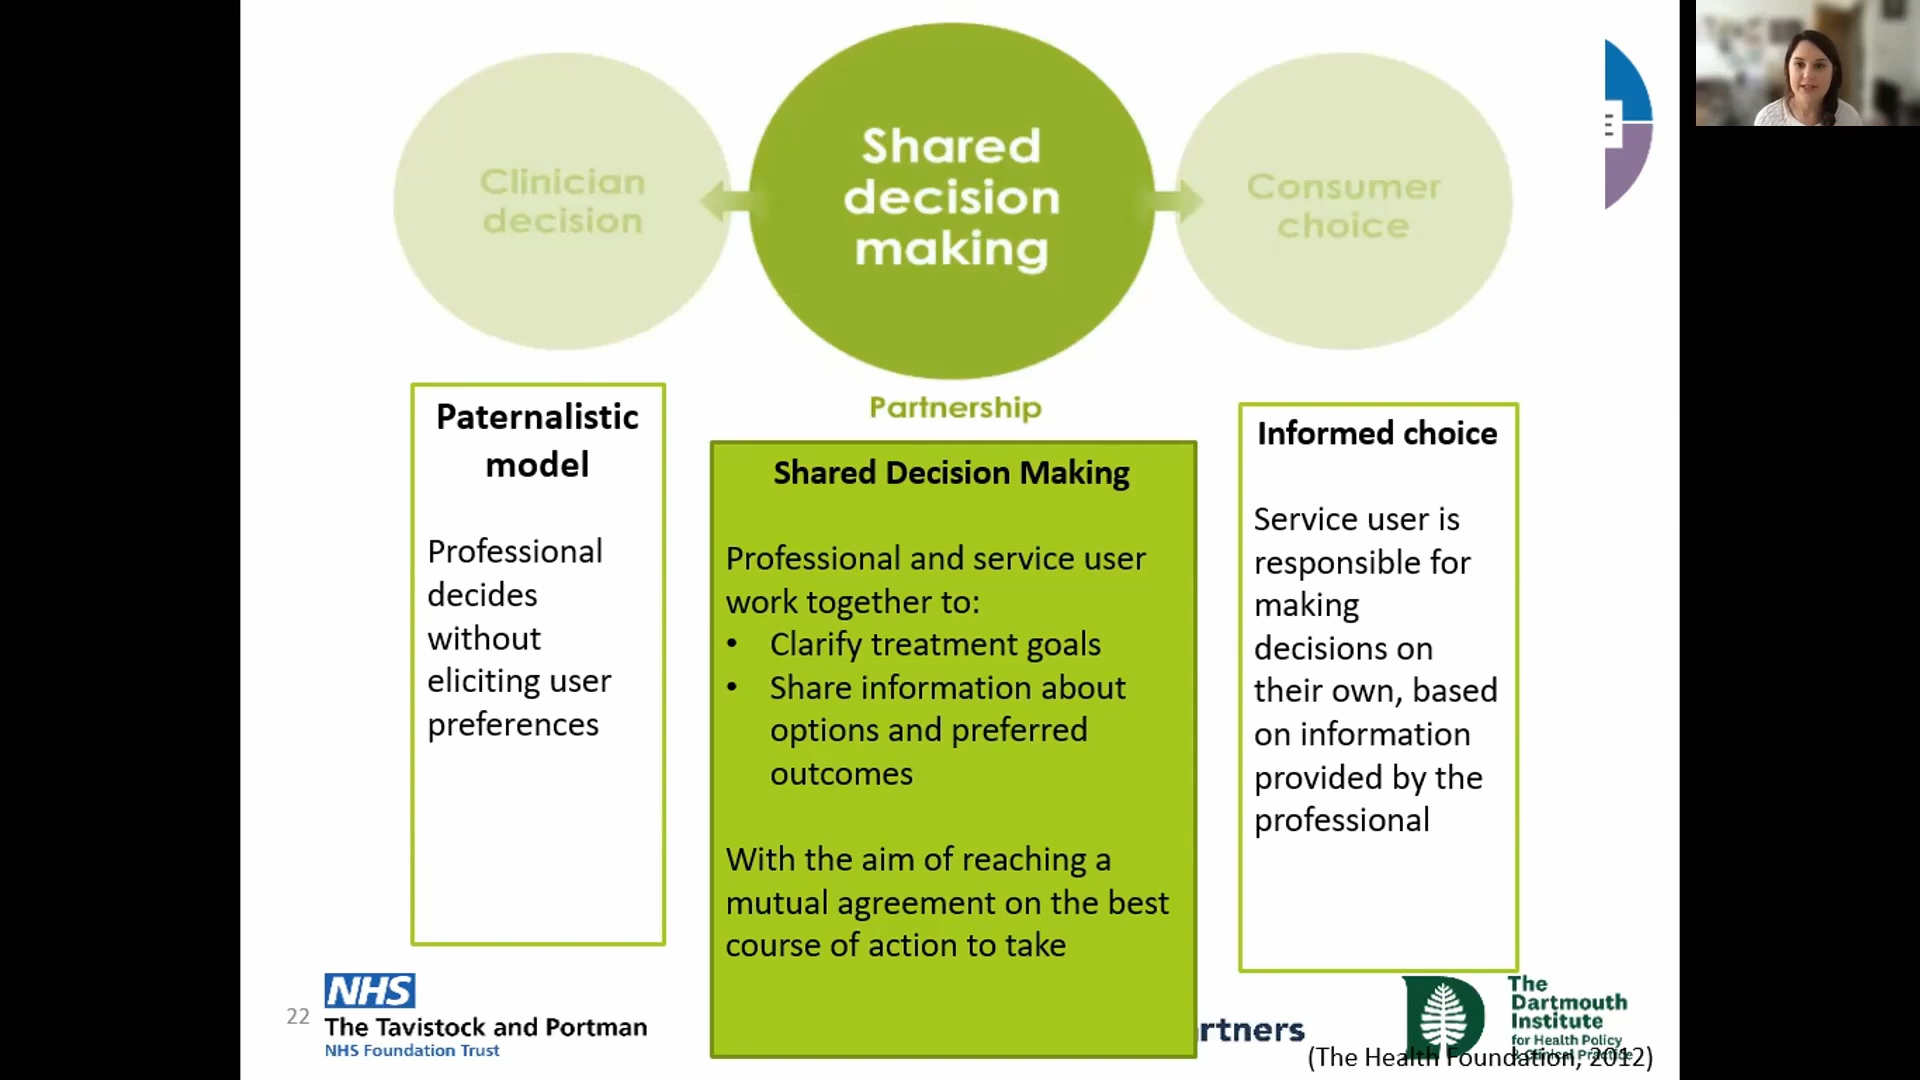 Clinician
decision
Shared
decision
making
Consumer
choice
Partnership
Paternalistic
model
Professional
decides
without
eliciting user
preferences
Shared Decision Making
Professional and service user
work together to:
• Clarify treatment goals
• Share information about
options and preferred
outcomes
With the aim of reaching a
mutual agreement on the best
course of action to take
Informed choice
Service user is
responsible for
making
decisions on
their own, based
on information
provided by the
professional
22
NHS
The Tavistock and Portman
NHS Foundation Trust
rtners
The
Dartmouth
Institute
for Health Policy
(The Health Foundation, 2012)